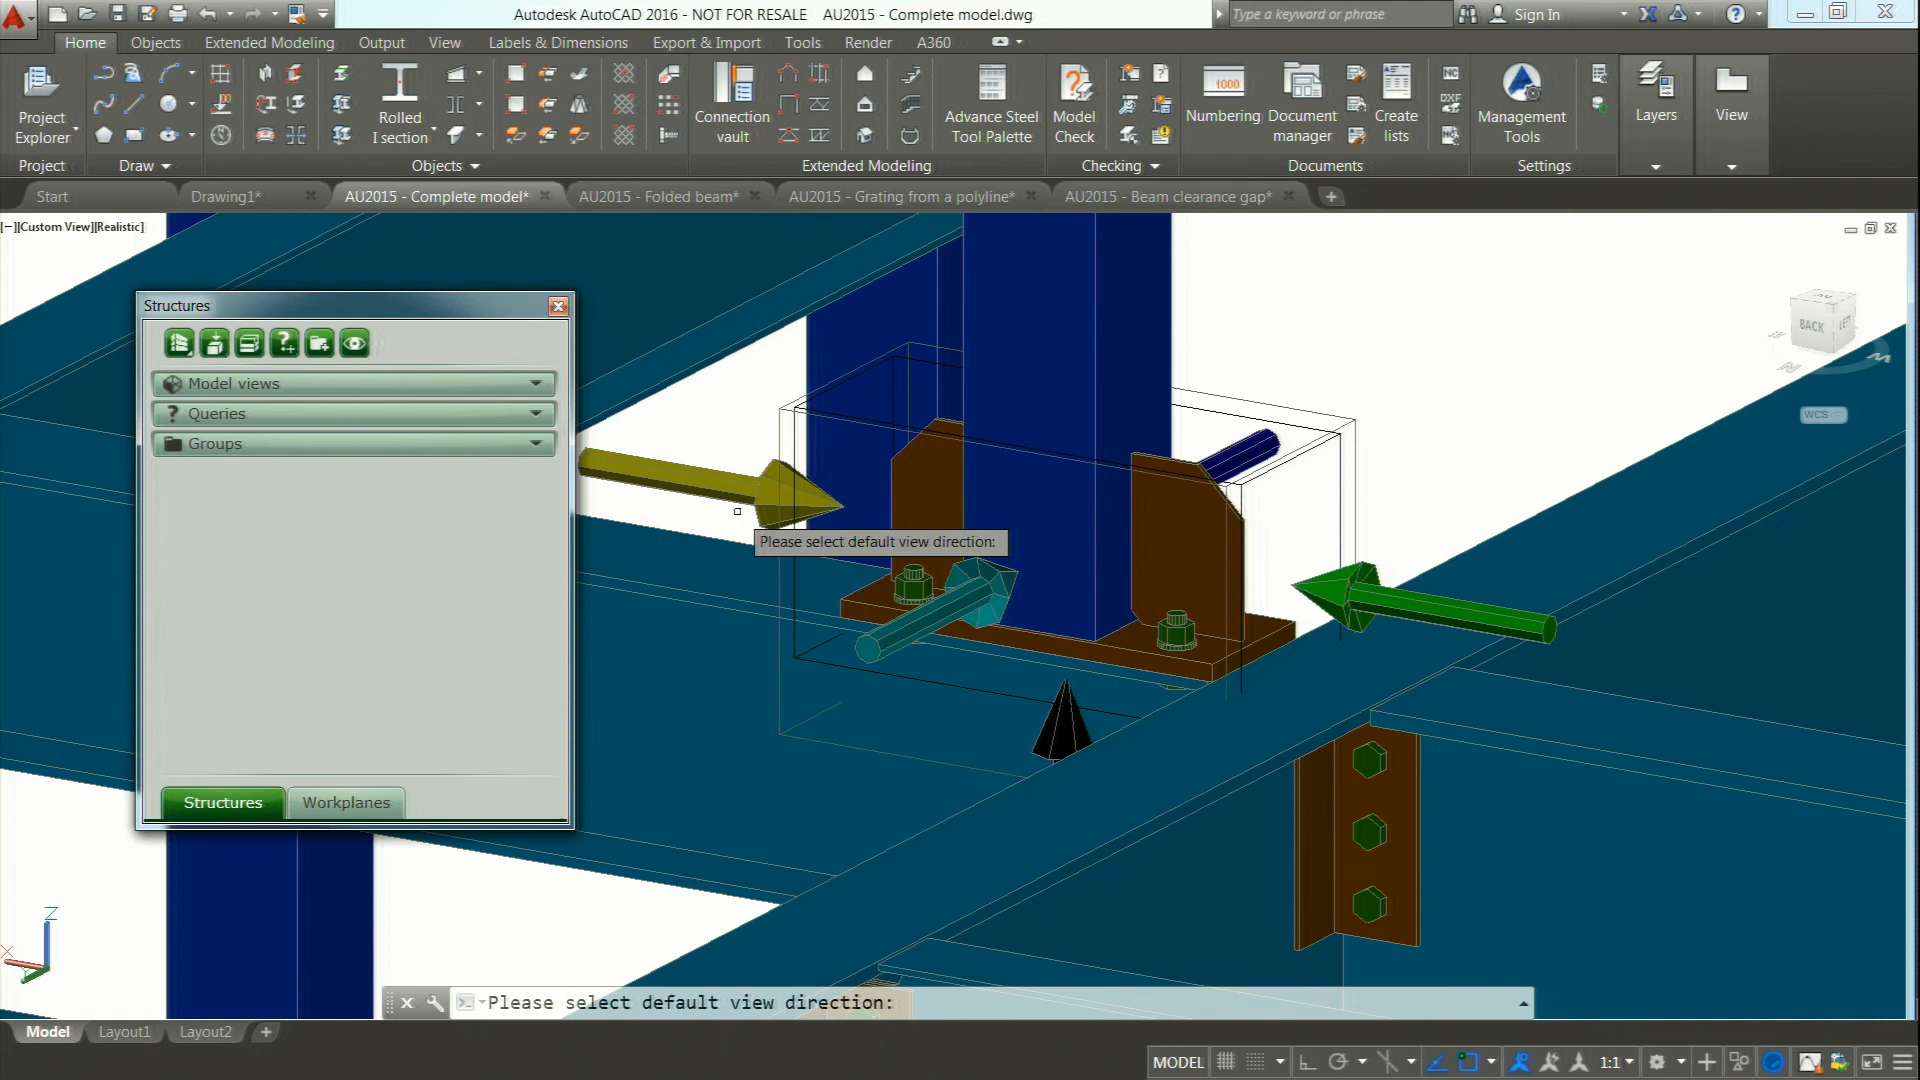 Autodesk AutoCAD 2016 - NOT FOR RESALE AU2015 - Complete model.dwg
Type a keyword or phrase
Sign In
Home Objects Extended Modeling Output View Labels & Dimensions Export & Import Tools Render A360
Project Explorer
Rolled I section
Connection vault
Advance Steel Tool Palette
Model Check
1000
Numbering
Document manager
Create lists
NC
DXF
NC
Management Tools
Layers
View
Project Draw Objects Extended Modeling Checking Documents Settings
Start Drawing1* AU2015 - Complete model* AU2015 - Folded beam* AU2015 - Grating from a polyline* AU2015 - Beam clearance gap*
[−][Custom View][Realistic]
Structures
Model views
Queries
Groups
Structures Workplanes
BACK
LEFT
N
WCS
Please select default view direction:
Z
X
Y
Please select default view direction:
Model Layout1 Layout2
MODEL 1:1